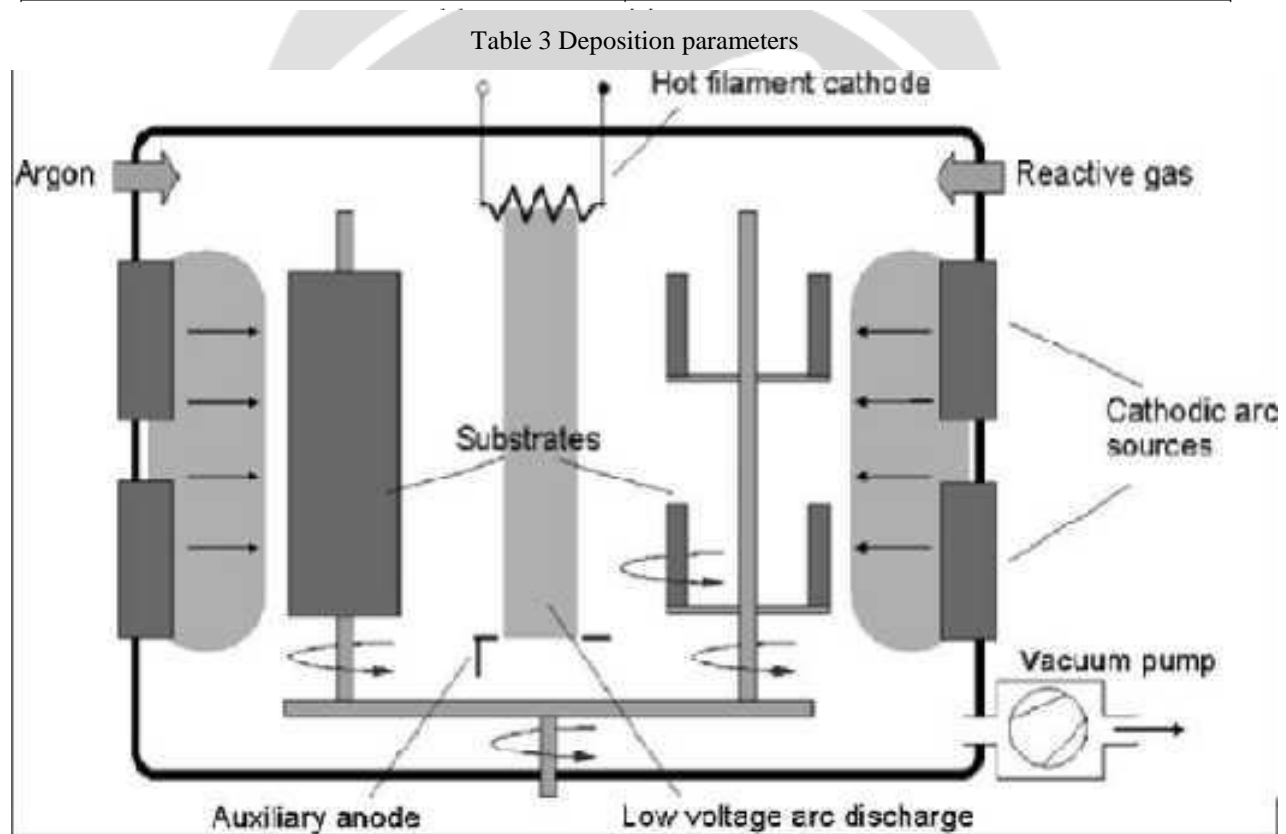 Table 3 Deposition parameters
Hot filament cathode
Argon
Reactive gas
Substrates
Cathodic arc
sources
Vacuum pump
Auxiliary anode
Low voltage arc discharge